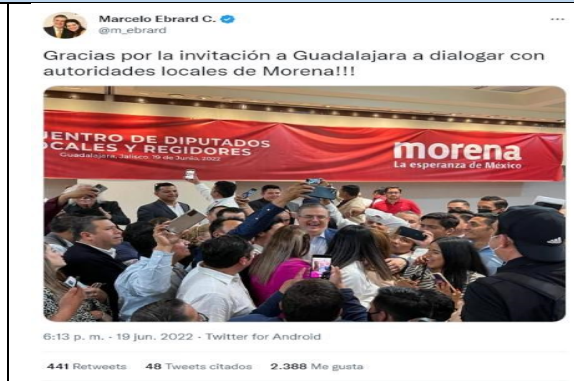 Marcelo Ebrard C.
@m_ebrard
Gracias por la invitación a Guadalajara a dialogar con
autoridades locales de Morena!!!
UENTRO DE DIPUTADOS
OCALES Y REGIDORES
Guadalajara, Jalisco, 19 de Junio, 2022
morena
La esperanza de México
6:13 p. m. · 19 jun. 2022 · Twitter for Android
441 Retweets 48 Tweets citados 2.388 Me gusta